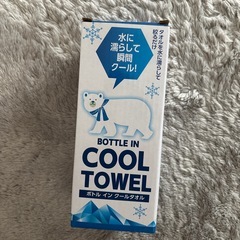 水に
濡らして
瞬間
クール!
タオルを水に濡らして
絞るだけ
BOTTLE IN
COOL
TOWEL
ボトル イン クールタオル